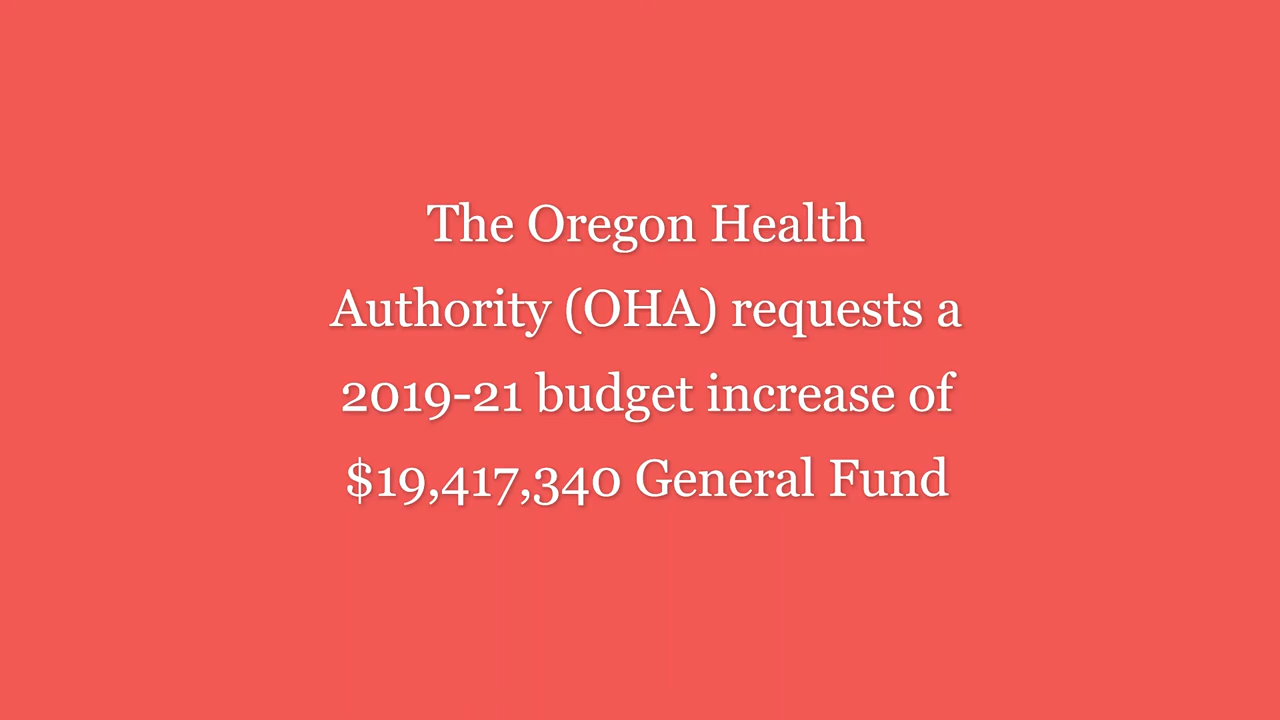 The Oregon Health
Authority (OHA) requests a
2019-21 budget increase of
$19,417,340 General Fund